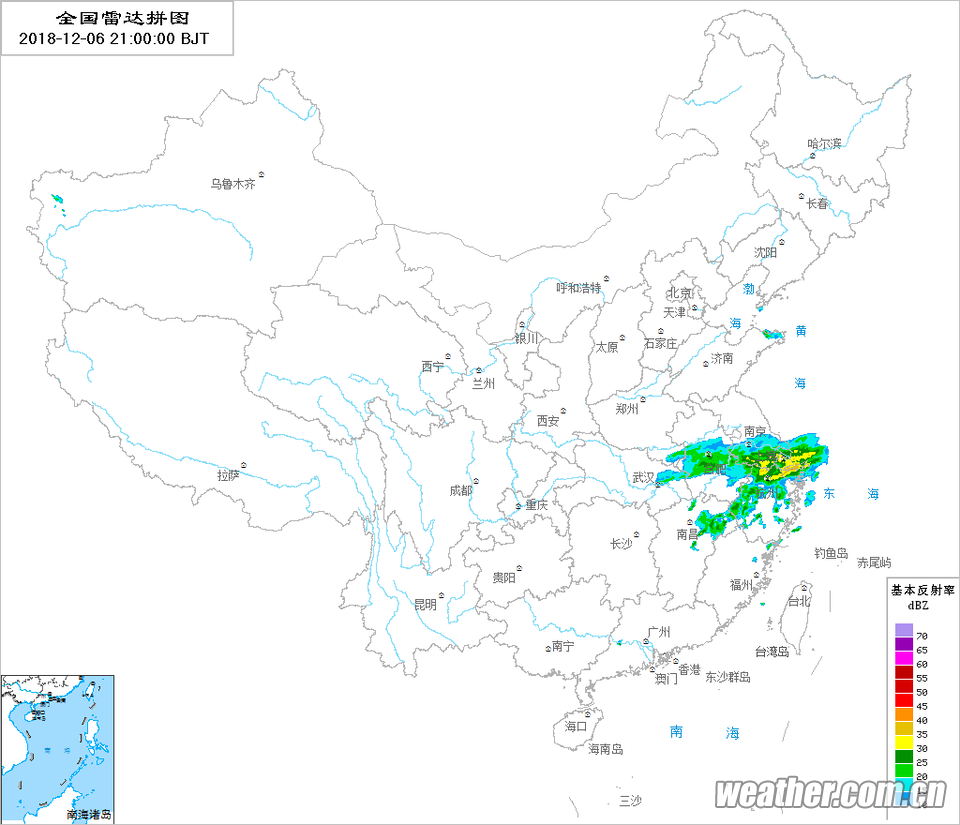 全国雷达拼图
2018-12-06 21:00:00 BJT
哈尔滨
乌鲁木齐
长春
沈阳
呼和浩特
北京
渤
天津
海
黄
银川
太原
石家庄
西宁
济南
兰州
海
郑州
西安
南京
拉萨
武汉
成都
东 海
重庆
南昌
长沙
钓鱼岛
赤尾屿
贵阳
福州
基本反射率
台北
昆明
dBZ
广州
南宁
台湾岛
70
香港
65
澳门
东沙群岛
60
55
50
45
海口
40
南 海
35
海南岛
30
南 海
25
20
三沙
weather.com.cn
南海诸岛